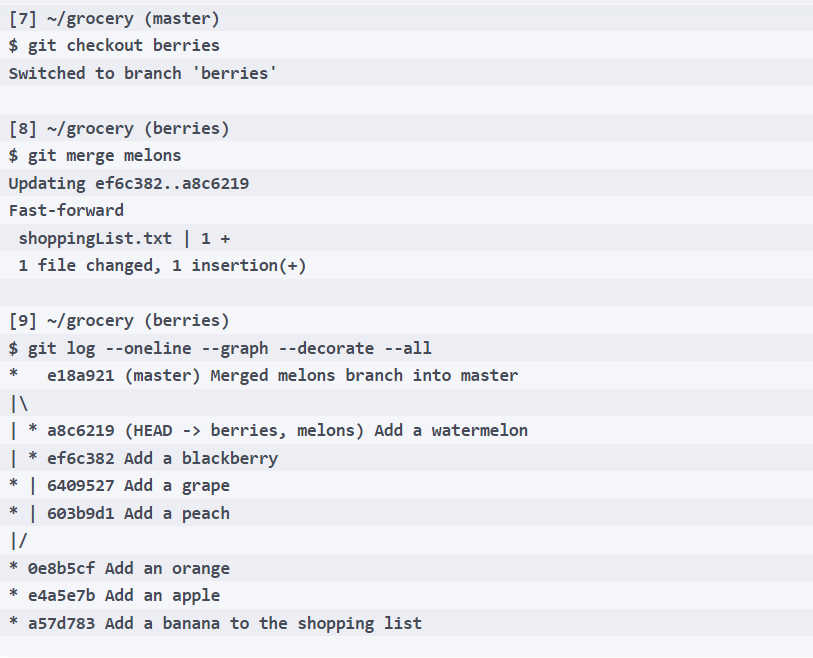 [7] ~/grocery (master)
$ git checkout berries
Switched to branch 'berries'

[8] ~/grocery (berries)
$ git merge melons
Updating ef6c382..a8c6219
Fast-forward
 shoppingList.txt | 1 +
 1 file changed, 1 insertion(+)

[9] ~/grocery (berries)
$ git log --oneline --graph --decorate --all
*   e18a921 (master) Merged melons branch into master
|\
| * a8c6219 (HEAD -> berries, melons) Add a watermelon
| * ef6c382 Add a blackberry
* | 6409527 Add a grape
* | 603b9d1 Add a peach
|/
* 0e8b5cf Add an orange
* e4a5e7b Add an apple
* a57d783 Add a banana to the shopping list